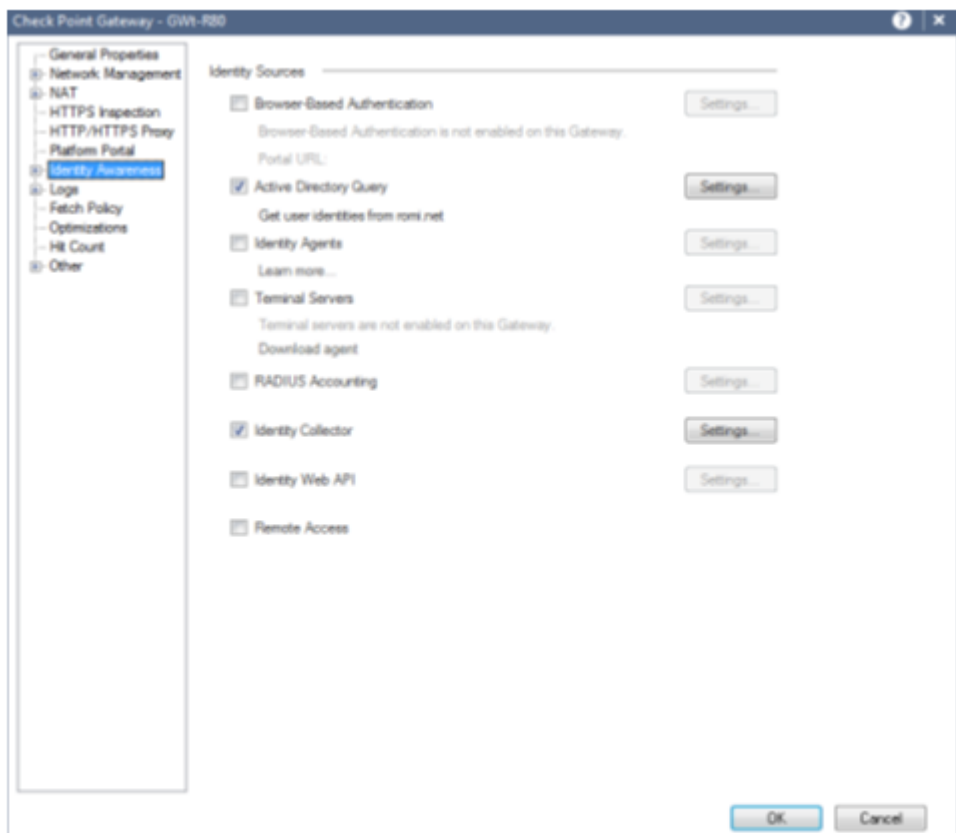 Check Point Gateway - GWt-R80
General Properties
Network Management
NAT
HTTPS Inspection
HTTP/HTTPS Proxy
Platform Portal
Identity Awareness
Logs
Fetch Policy
Optimizations
Hit Count
Other
Identity Sources
Browser-Based Authentication Settings...
Browser-Based Authentication is not enabled on this Gateway.
Portal URL:
Active Directory Query Settings...
Get user identities from romi.net
Identity Agents Settings...
Learn more...
Terminal Servers Settings...
Terminal servers are not enabled on this Gateway.
Download agent
RADIUS Accounting Settings...
Identity Collector Settings...
Identity Web API Settings...
Remote Access
OK Cancel